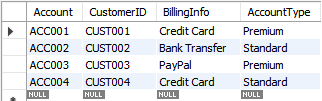 Account CustomerID BillingInfo AccountType
ACC001 CUST001 Credit Card Premium
ACC002 CUST002 Bank Transfer Standard
ACC003 CUST003 PayPal Premium
ACC004 CUST004 Credit Card Standard
NULL NULL NULL NULL